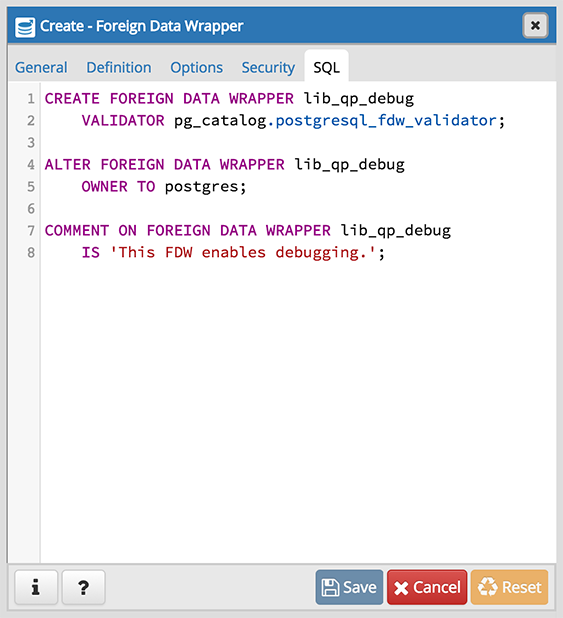 Create - Foreign Data Wrapper
General Definition Options Security SQL
1 CREATE FOREIGN DATA WRAPPER lib_qp_debug
2     VALIDATOR pg_catalog.postgresql_fdw_validator;
3
4 ALTER FOREIGN DATA WRAPPER lib_qp_debug
5     OWNER TO postgres;
6
7 COMMENT ON FOREIGN DATA WRAPPER lib_qp_debug
8     IS 'This FDW enables debugging.';
i ? Save Cancel Reset